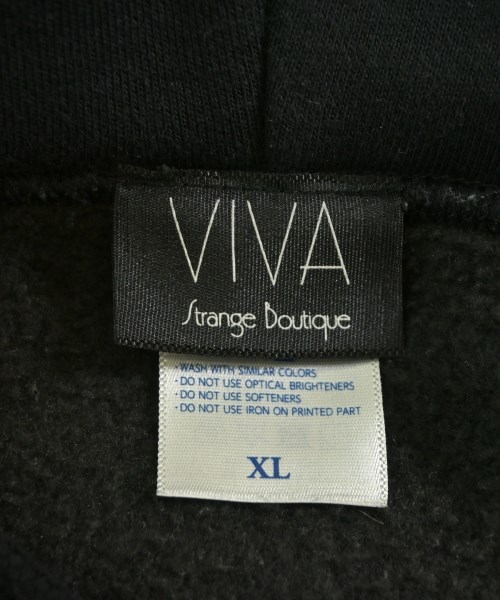 VIVA
Strange Boutique
・WASH WITH SIMILAR COLORS
・DO NOT USE OPTICAL BRIGHTENERS
・DO NOT USE SOFTENERS
・DO NOT USE IRON ON PRINTED PART
XL